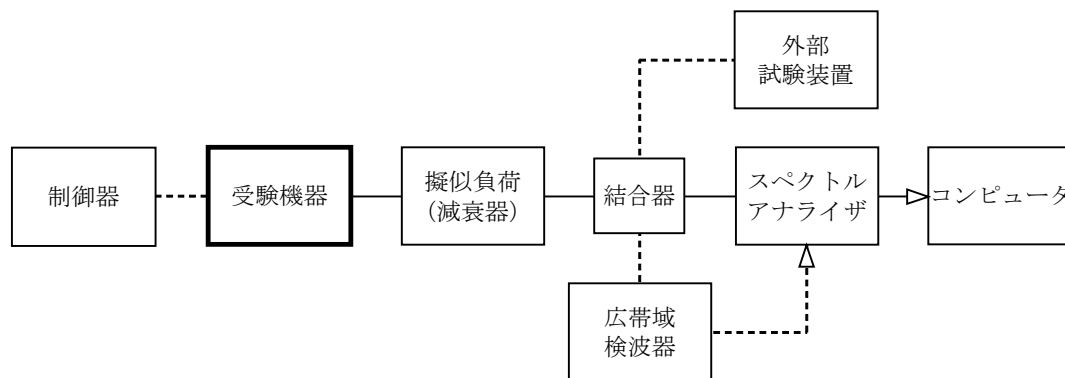 外部
試験装置
制御器
受験機器
擬似負荷
（減衰器）
結合器
スペクトル
アナライザ
コンピュータ
広帯域
検波器